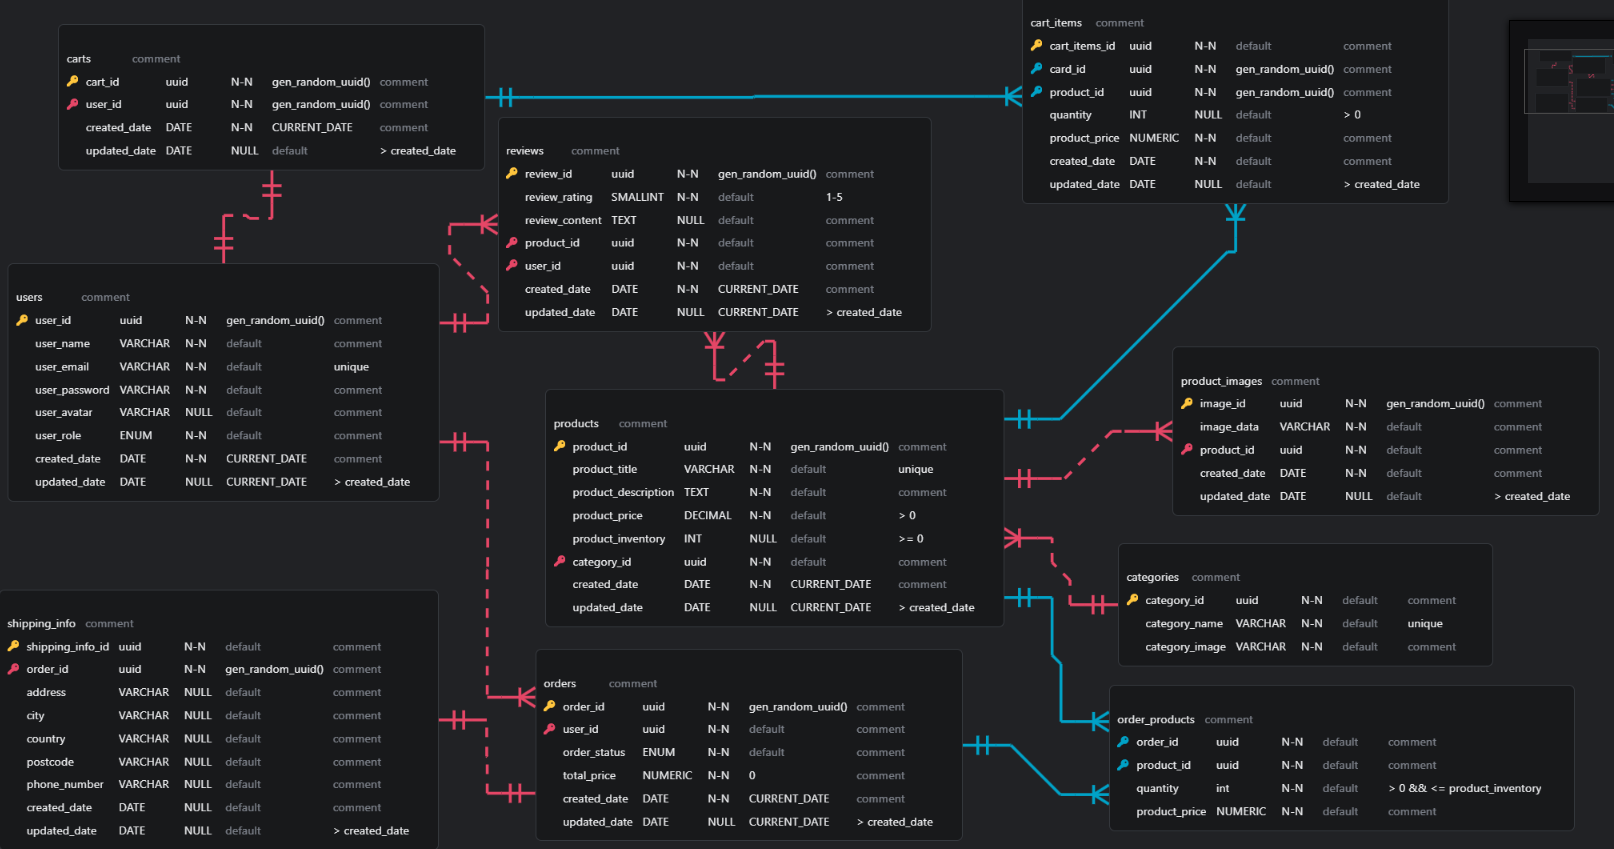 carts comment
cart_id uuid N-N gen_random_uuid() comment
user_id uuid N-N gen_random_uuid() comment
created_date DATE N-N CURRENT_DATE comment
updated_date DATE NULL default > created_date
cart_items comment
cart_items_id uuid N-N default comment
card_id uuid N-N gen_random_uuid() comment
product_id uuid N-N gen_random_uuid() comment
quantity INT NULL default > 0
product_price NUMERIC N-N default comment
created_date DATE N-N default comment
updated_date DATE NULL default > created_date
reviews comment
review_id uuid N-N gen_random_uuid() comment
review_rating SMALLINT N-N default 1-5
review_content TEXT NULL default comment
product_id uuid N-N default comment
user_id uuid N-N default comment
created_date DATE N-N CURRENT_DATE comment
updated_date DATE NULL CURRENT_DATE > created_date
users comment
user_id uuid N-N gen_random_uuid() comment
user_name VARCHAR N-N default comment
user_email VARCHAR N-N default unique
user_password VARCHAR N-N default comment
user_avatar VARCHAR NULL default comment
user_role ENUM N-N default comment
created_date DATE N-N CURRENT_DATE comment
updated_date DATE NULL CURRENT_DATE > created_date
products comment
product_id uuid N-N gen_random_uuid() comment
product_title VARCHAR N-N default unique
product_description TEXT N-N default comment
product_price DECIMAL N-N default > 0
product_inventory INT NULL default >= 0
category_id uuid N-N default comment
created_date DATE N-N CURRENT_DATE comment
updated_date DATE NULL CURRENT_DATE > created_date
product_images comment
image_id uuid N-N gen_random_uuid() comment
image_data VARCHAR N-N default comment
product_id uuid N-N default comment
created_date DATE N-N default comment
updated_date DATE NULL default > created_date
categories comment
category_id uuid N-N default comment
category_name VARCHAR N-N default unique
category_image VARCHAR N-N default comment
shipping_info comment
shipping_info_id uuid N-N default comment
order_id uuid N-N gen_random_uuid() comment
address VARCHAR NULL default comment
city VARCHAR NULL default comment
country VARCHAR NULL default comment
postcode VARCHAR NULL default comment
phone_number VARCHAR NULL default comment
created_date DATE NULL default comment
updated_date DATE NULL default > created_date
orders comment
order_id uuid N-N gen_random_uuid() comment
user_id uuid N-N default comment
order_status ENUM N-N default comment
total_price NUMERIC N-N 0 comment
created_date DATE N-N CURRENT_DATE comment
updated_date DATE NULL CURRENT_DATE > created_date
order_products comment
order_id uuid N-N default comment
product_id uuid N-N default comment
quantity int N-N default > 0 && <= product_inventory
product_price NUMERIC N-N default comment